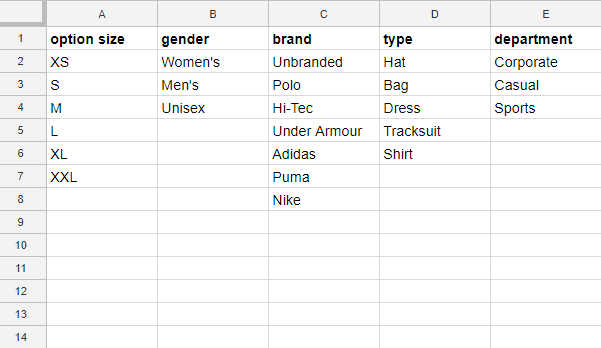 A B C D E
1 option size gender brand type department
2 XS Women's Unbranded Hat Corporate
3 S Men's Polo Bag Casual
4 M Unisex Hi-Tec Dress Sports
5 L Under Armour Tracksuit
6 XL Adidas Shirt
7 XXL Puma
8 Nike
9
10
11
12
13
14